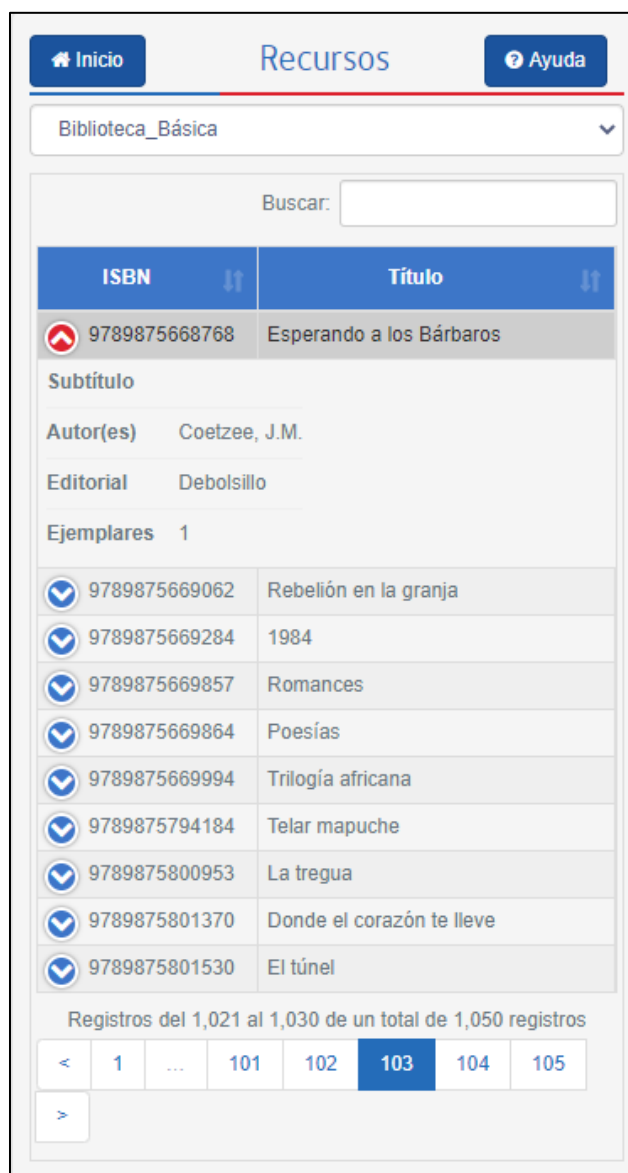 Inicio Recursos Ayuda
Biblioteca_Básica
Buscar:
ISBN Título
9789875668768 Esperando a los Bárbaros
Subtítulo
Autor(es) Coetzee, J.M.
Editorial Debolsillo
Ejemplares 1
9789875669062 Rebelión en la granja
9789875669284 1984
9789875669857 Romances
9789875669864 Poesías
9789875669994 Trilogía africana
9789875794184 Telar mapuche
9789875800953 La tregua
9789875801370 Donde el corazón te lleve
9789875801530 El túnel
Registros del 1,021 al 1,030 de un total de 1,050 registros
< 1 ... 101 102 103 104 105
>